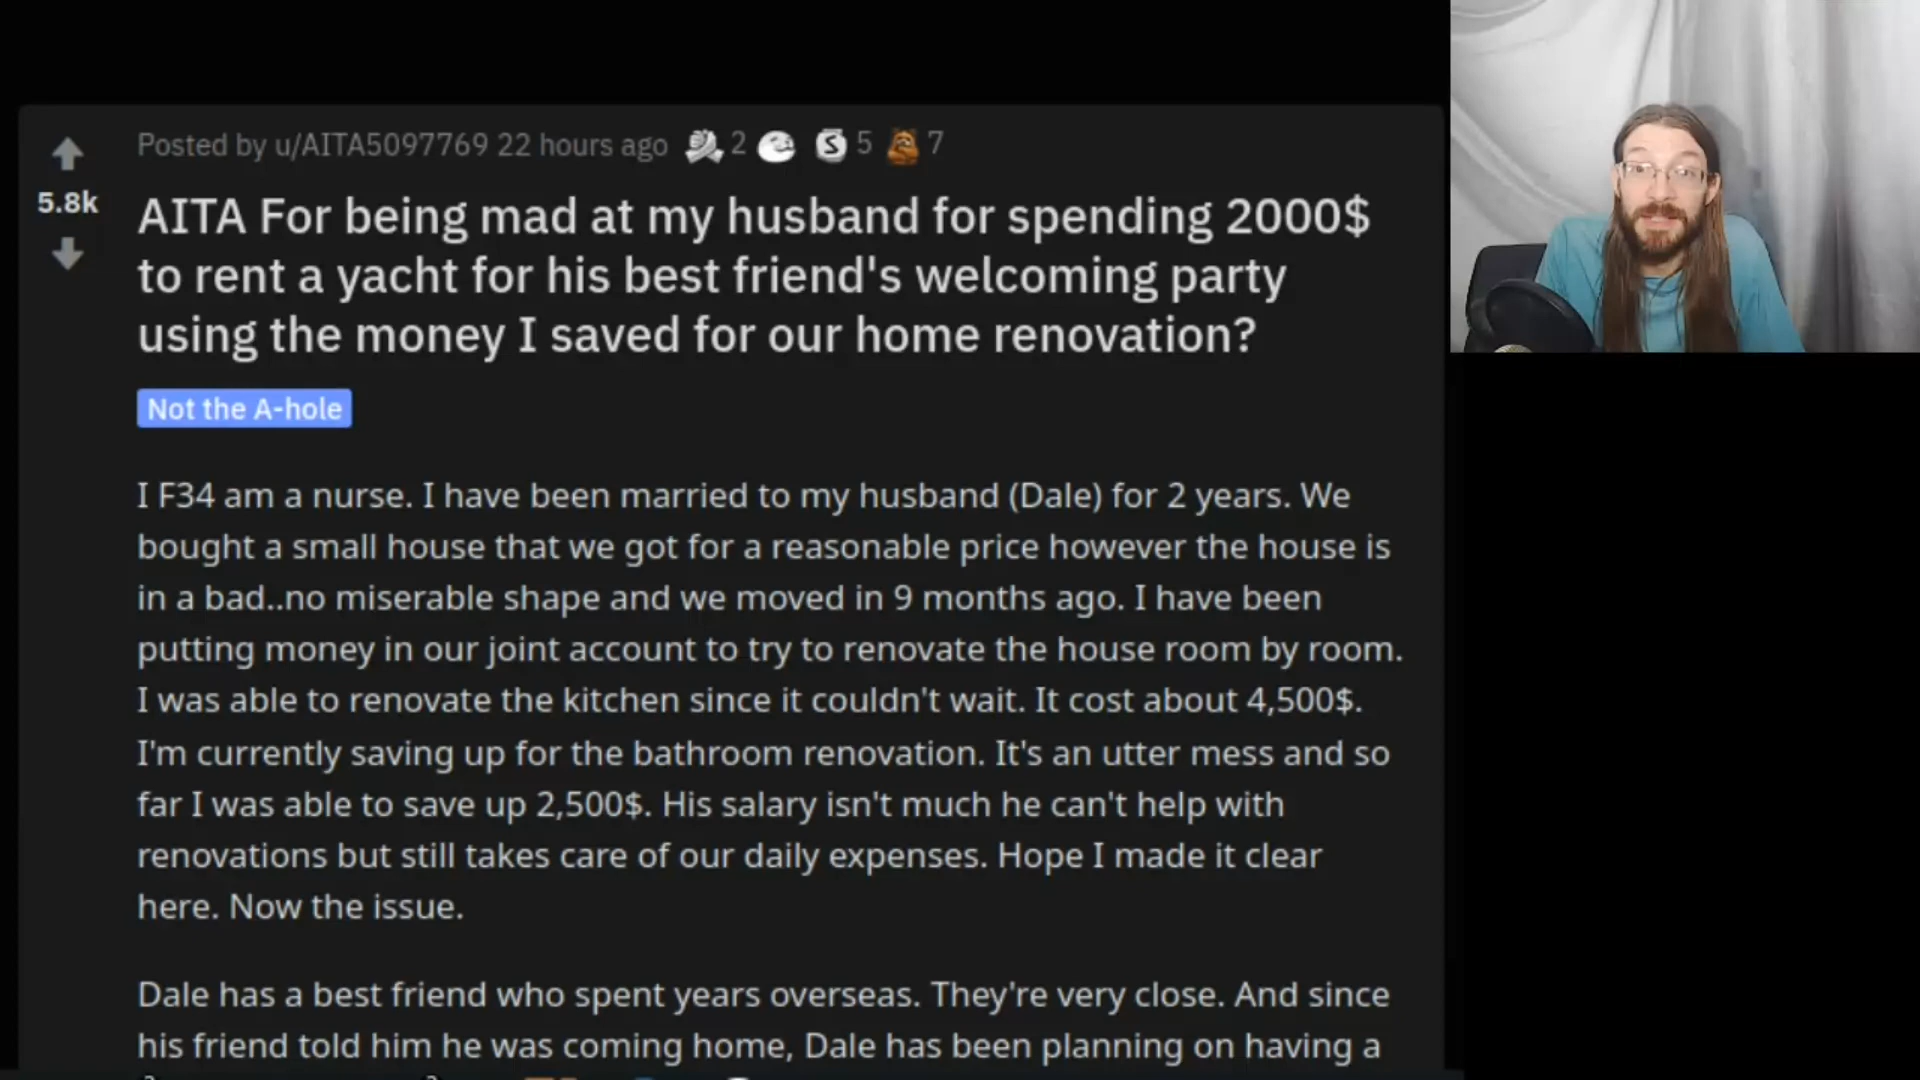 Posted by u/AITA5097769 22 hours ago 2 S 5 7
5.8k
AITA For being mad at my husband for spending 2000$
to rent a yacht for his best friend's welcoming party
using the money I saved for our home renovation?
Not the A-hole
I F34 am a nurse. I have been married to my husband (Dale) for 2 years. We
bought a small house that we got for a reasonable price however the house is
in a bad..no miserable shape and we moved in 9 months ago. I have been
putting money in our joint account to try to renovate the house room by room.
I was able to renovate the kitchen since it couldn't wait. It cost about 4,500$.
I'm currently saving up for the bathroom renovation. It's an utter mess and so
far I was able to save up 2,500$. His salary isn't much he can't help with
renovations but still takes care of our daily expenses. Hope I made it clear
here. Now the issue.
Dale has a best friend who spent years overseas. They're very close. And since
his friend told him he was coming home, Dale has been planning on having a